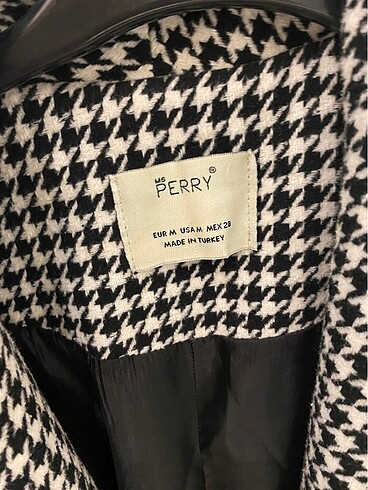 MS
PERRY
EUR M USA M MEX 28
MADE IN TURKEY